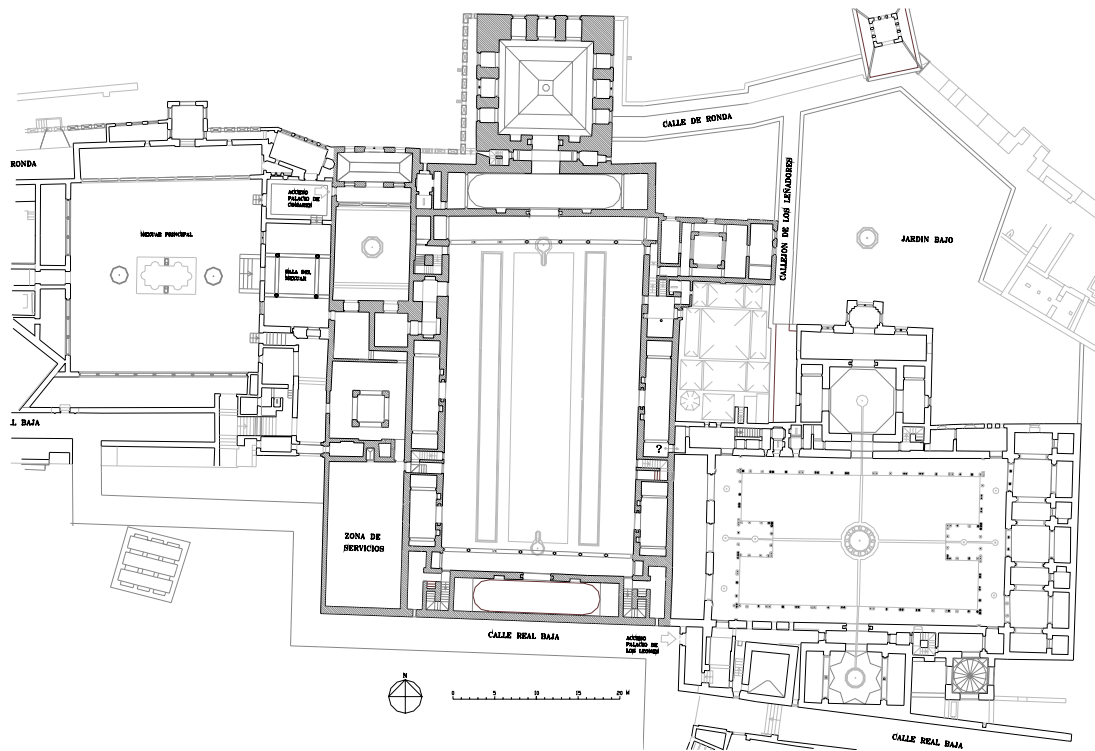 CALLE DE RONDA
CALLEJON DE LOS LEÑADORES
RONDA
ACCESO
PALACIO DE
COMARES
MEXUAR PRINCIPAL
JARDIN BAJO
SALA DEL
MEXUAR
L BAJA
?
ZONA DE
SERVICIOS
CALLE REAL BAJA
ACCESO
PALACIO DE
LOS LEONES
N
0 5 10 15 20 M
CALLE REAL BAJA